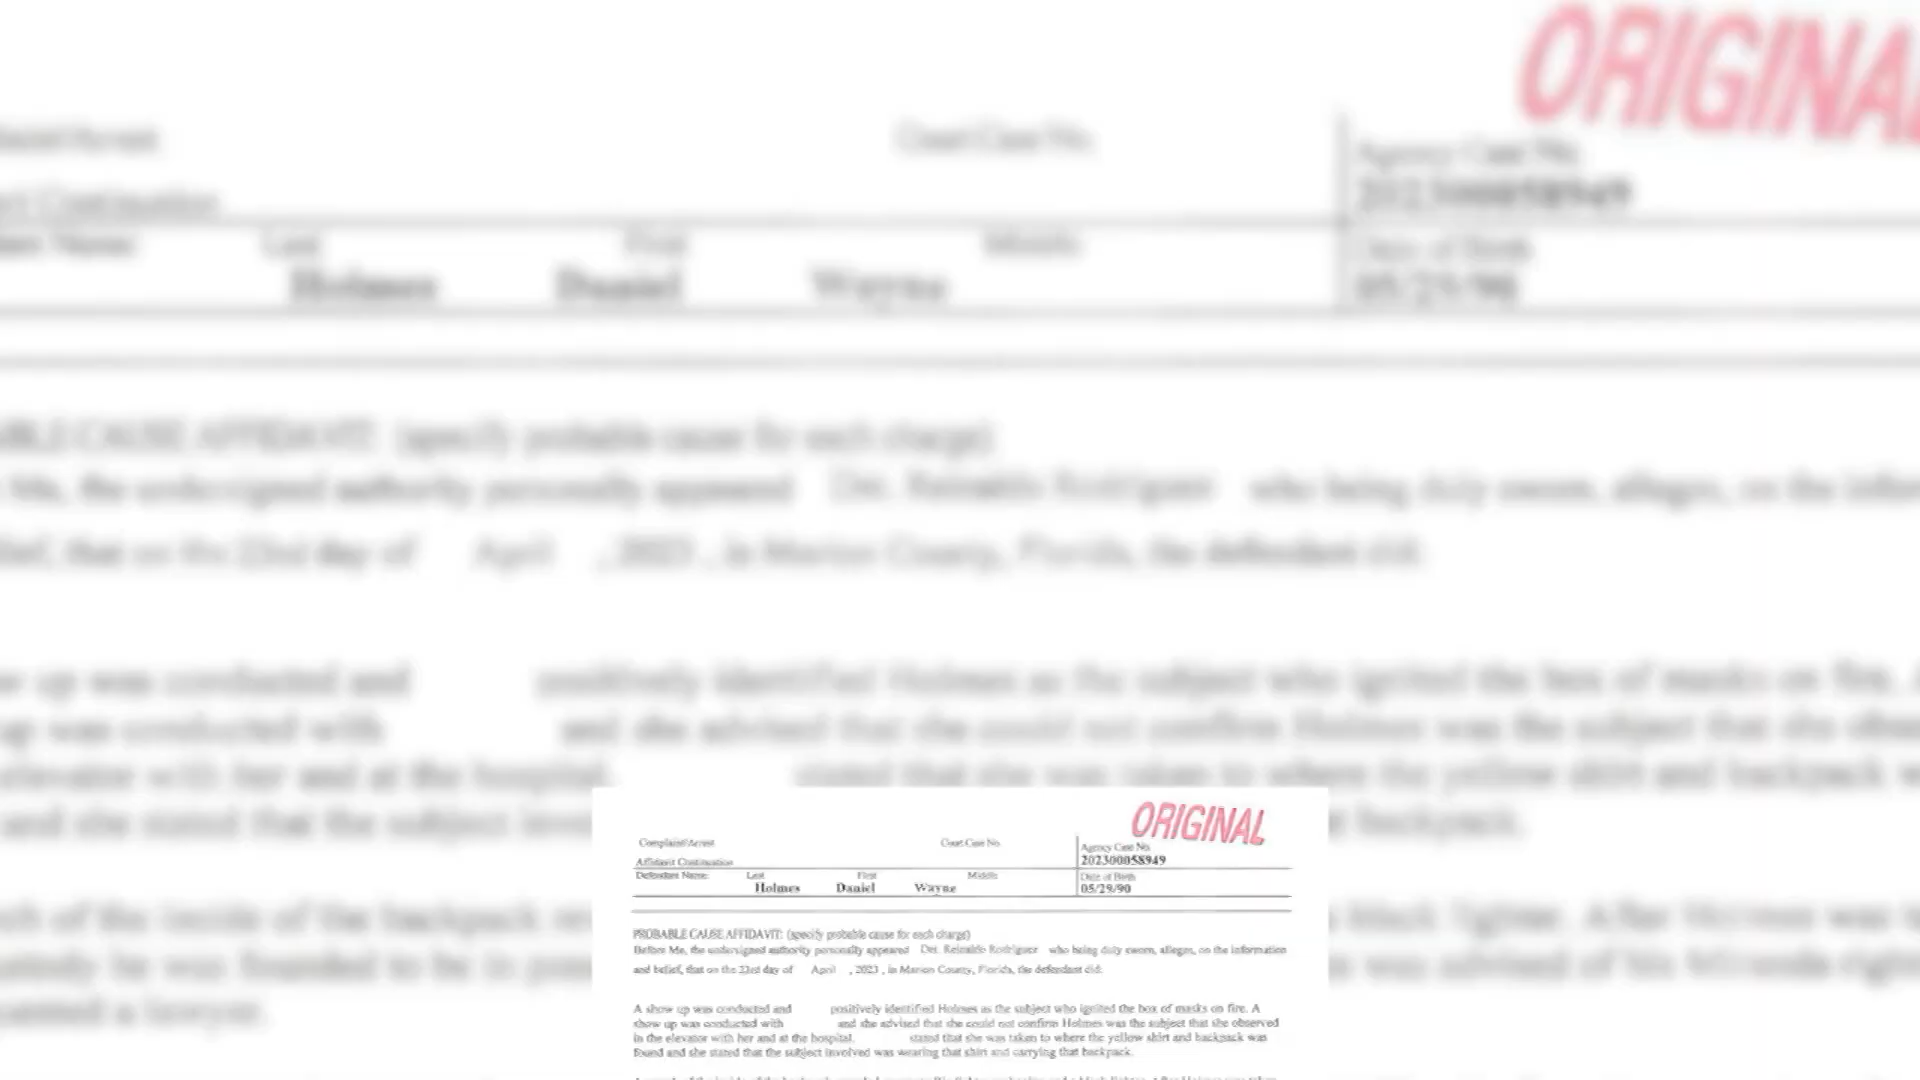 ORIGINAL
Complaint/Arrest Court Case No. Agency Case No.
Affidavit Continuation 202300058949
Defendant Name: Last First Middle Date of Birth
Holmes Daniel Wayne 05/29/90
PROBABLE CAUSE AFFIDAVIT: (specify probable cause for each charge)
Before Me, the undersigned authority personally appeared Det. Reinaldo Rodriguez who being duly sworn, alleges, on the information
and belief, that on the 23rd day of April , 2023 , in Marion County, Florida, the defendant did:
A show up was conducted and positively identified Holmes as the subject who ignited the box of masks on fire. A
show up was conducted with and she advised that she could not confirm Holmes was the subject that she observed
in the elevator with her and at the hospital. stated that she was taken to where the yellow shirt and backpack was
found and she stated that the subject involved was wearing that shirt and carrying that backpack.